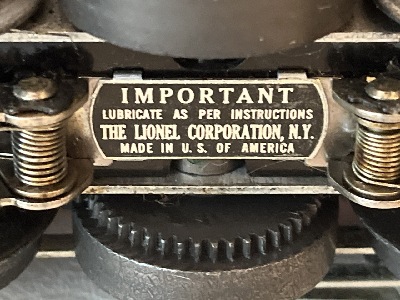 IMPORTANT
LUBRICATE AS PER INSTRUCTIONS
THE LIONEL CORPORATION, N.Y.
MADE IN U. S. OF AMERICA